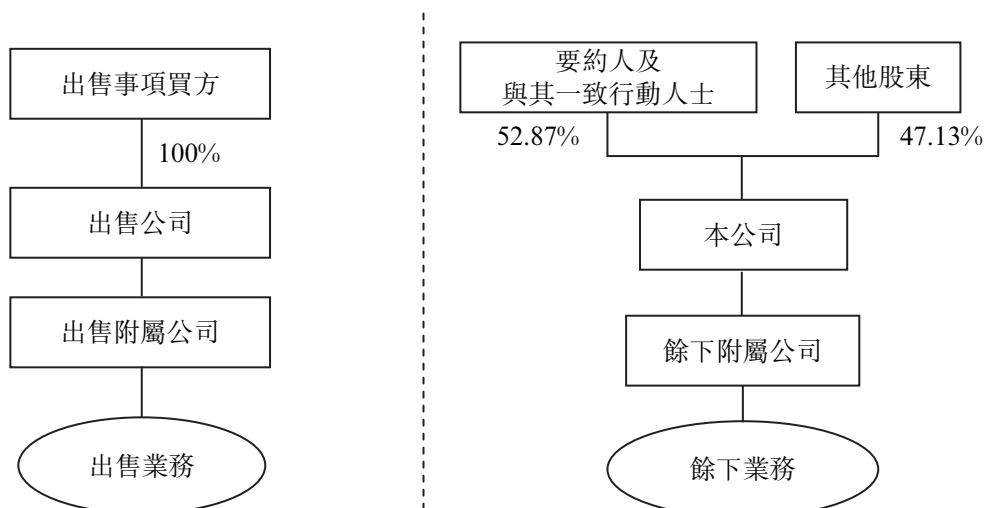 出售事項買方
100%
出售公司
出售附屬公司
出售業務
要約人及
與其一致行動人士
其他股東
52.87%
47.13%
本公司
餘下附屬公司
餘下業務